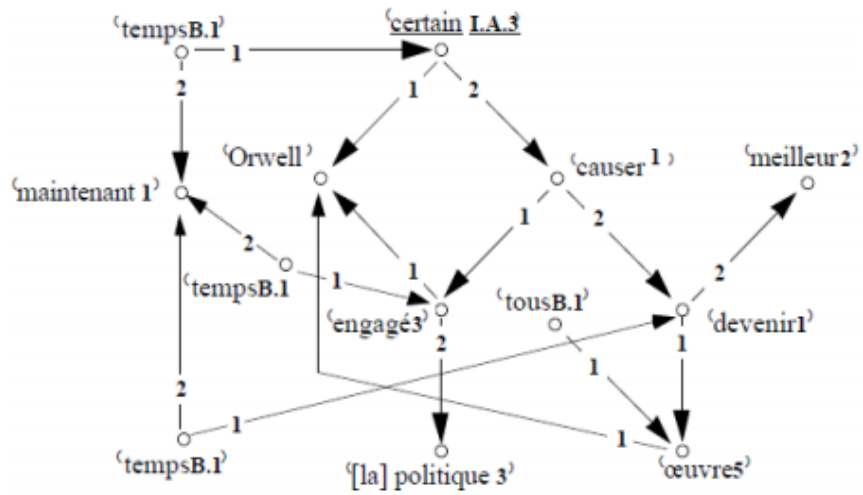 ‘tempsB.1’
‘certain I.A.3’
1
2
1
2
‘Orwell’
‘causer 1’
‘meilleur2’
‘maintenant 1’
2
1
1
1
2
2
‘tempsB.1
‘engagé3’
‘tousB.1’
‘devenir1’
2
1
1
2
1
1
‘tempsB.1’
‘[la] politique 3’
‘œuvre5’